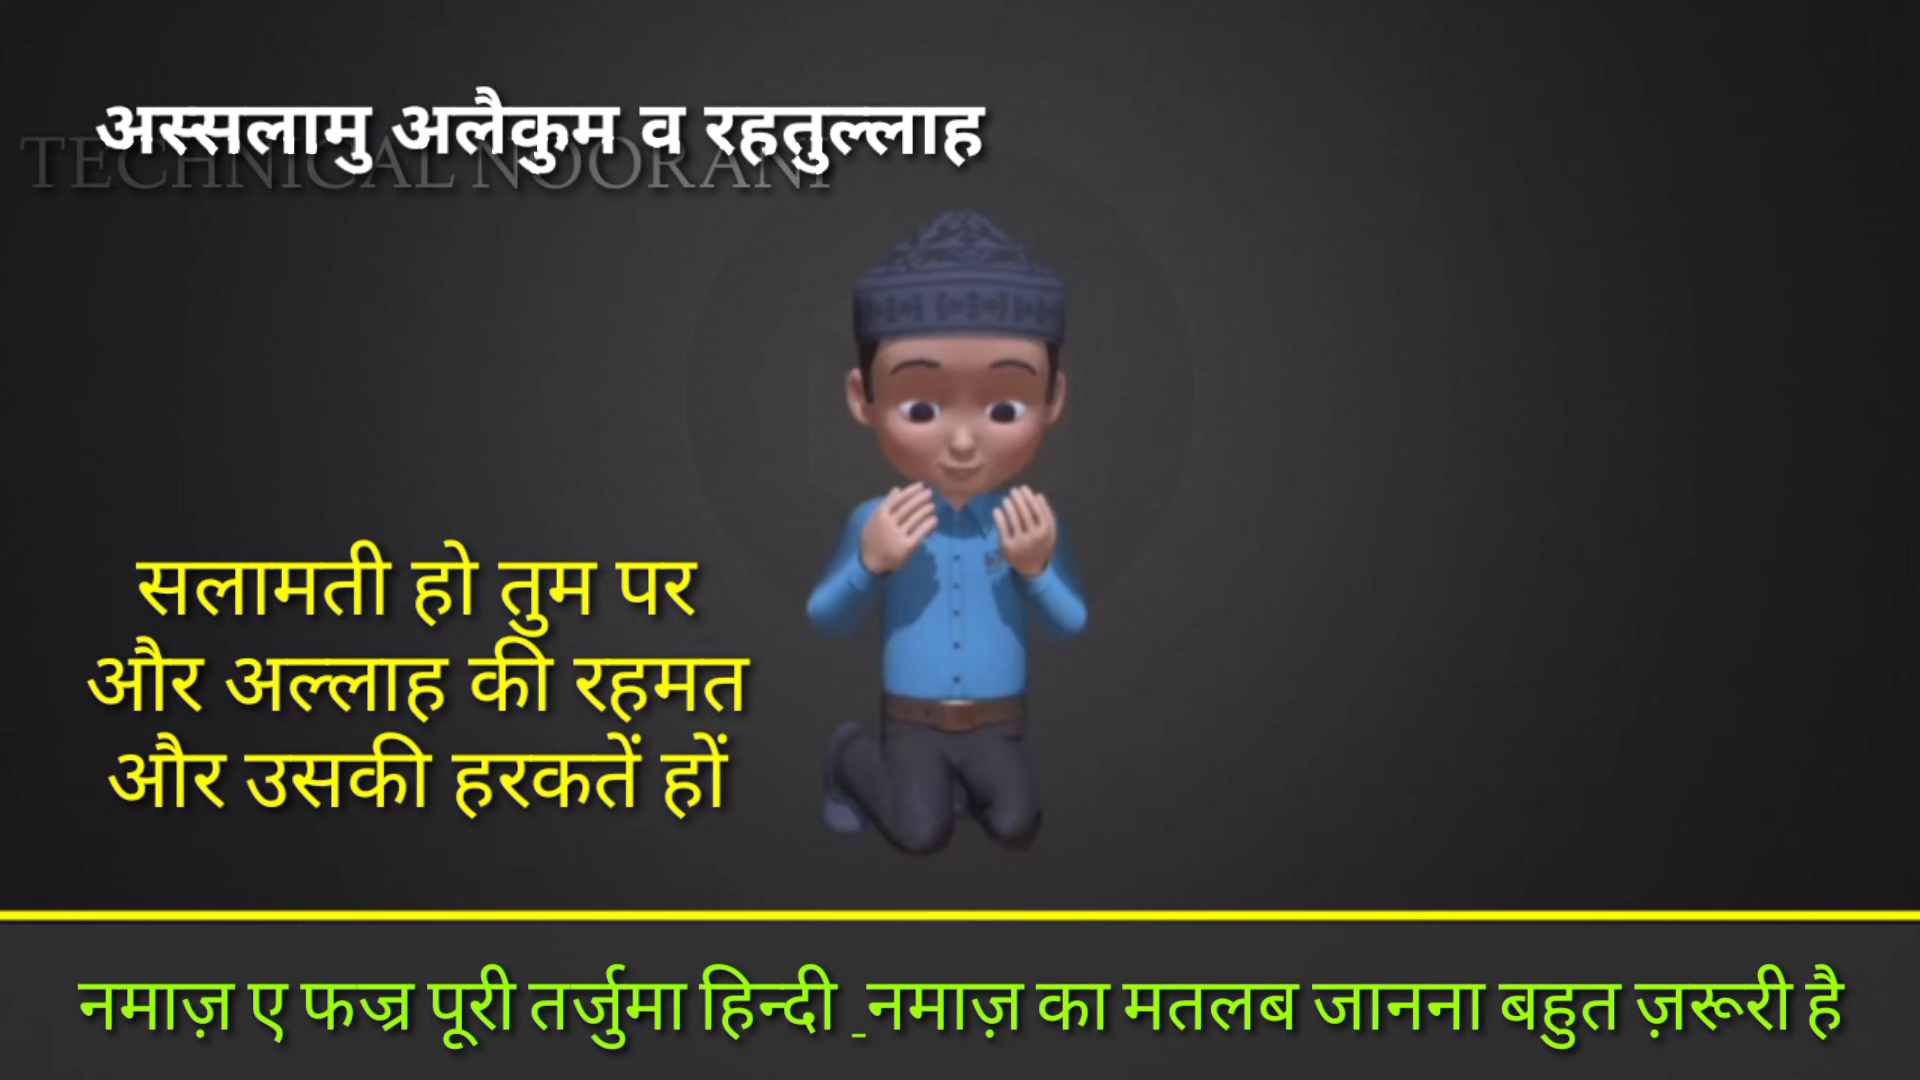 अस्सलामु अलैकुम व रहतुल्लाह
TECHNICAL NOORANI
सलामती हो तुम पर
और अल्लाह की रहमत
और उसकी हरकतें हों
नमाज़ ए फज्र पूरी तर्जुमा हिन्दी _नमाज़ का मतलब जानना बहुत ज़रूरी है